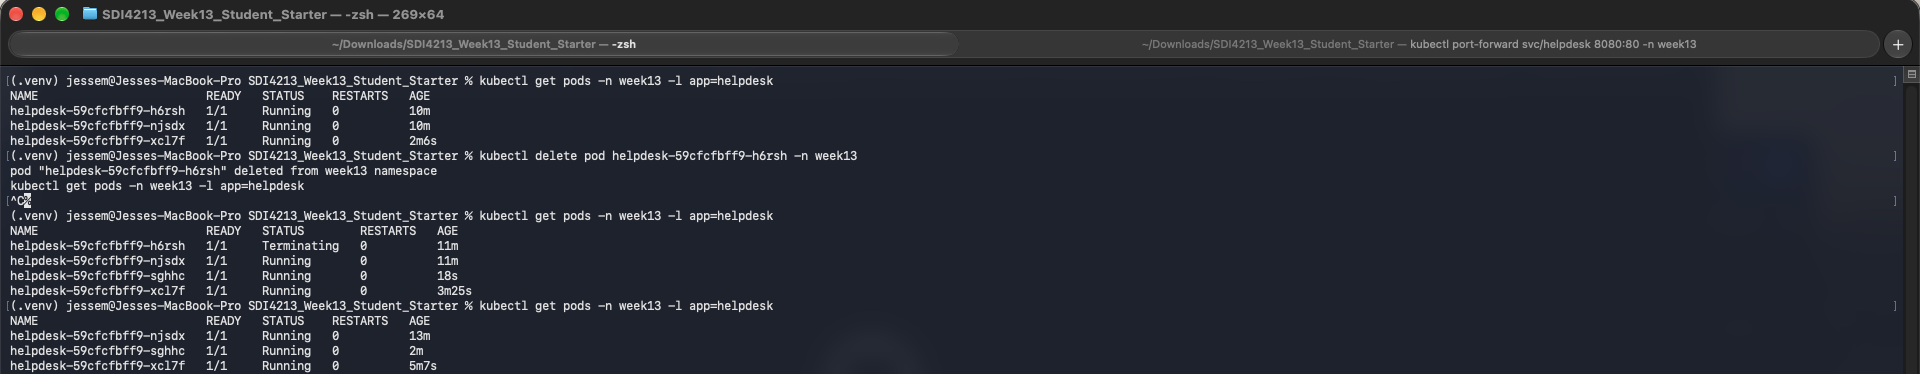 SDI4213_Week13_Student_Starter — -zsh — 269×64
~/Downloads/SDI4213_Week13_Student_Starter — -zsh
~/Downloads/SDI4213_Week13_Student_Starter — kubectl port-forward svc/helpdesk 8080:80 -n week13
+
[(.venv) jessem@Jesses-MacBook-Pro SDI4213_Week13_Student_Starter % kubectl get pods -n week13 -l app=helpdesk ]
NAME READY STATUS RESTARTS AGE
helpdesk-59cfcfbff9-h6rsh 1/1 Running 0 10m
helpdesk-59cfcfbff9-njsdx 1/1 Running 0 10m
helpdesk-59cfcfbff9-xcl7f 1/1 Running 0 2m6s
[(.venv) jessem@Jesses-MacBook-Pro SDI4213_Week13_Student_Starter % kubectl delete pod helpdesk-59cfcfbff9-h6rsh -n week13 ]
pod "helpdesk-59cfcfbff9-h6rsh" deleted from week13 namespace
kubectl get pods -n week13 -l app=helpdesk
[^C% ]
(.venv) jessem@Jesses-MacBook-Pro SDI4213_Week13_Student_Starter % kubectl get pods -n week13 -l app=helpdesk
NAME READY STATUS RESTARTS AGE
helpdesk-59cfcfbff9-h6rsh 1/1 Terminating 0 11m
helpdesk-59cfcfbff9-njsdx 1/1 Running 0 11m
helpdesk-59cfcfbff9-sghhc 1/1 Running 0 18s
helpdesk-59cfcfbff9-xcl7f 1/1 Running 0 3m25s
[(.venv) jessem@Jesses-MacBook-Pro SDI4213_Week13_Student_Starter % kubectl get pods -n week13 -l app=helpdesk ]
NAME READY STATUS RESTARTS AGE
helpdesk-59cfcfbff9-njsdx 1/1 Running 0 13m
helpdesk-59cfcfbff9-sghhc 1/1 Running 0 2m
helpdesk-59cfcfbff9-xcl7f 1/1 Running 0 5m7s